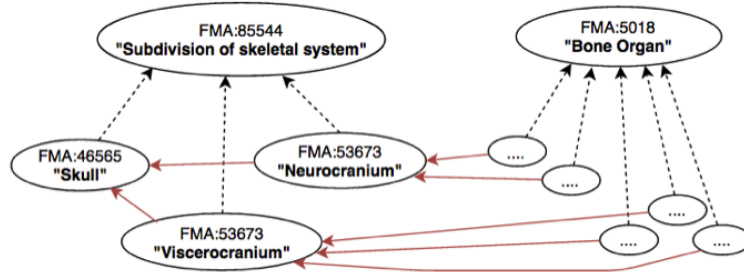 FMA:85544
"Subdivision of skeletal system"
FMA:5018
"Bone Organ"
FMA:46565
"Skull"
FMA:53673
"Neurocranium"
....
....
FMA:53673
"Viscerocranium"
....
....
....